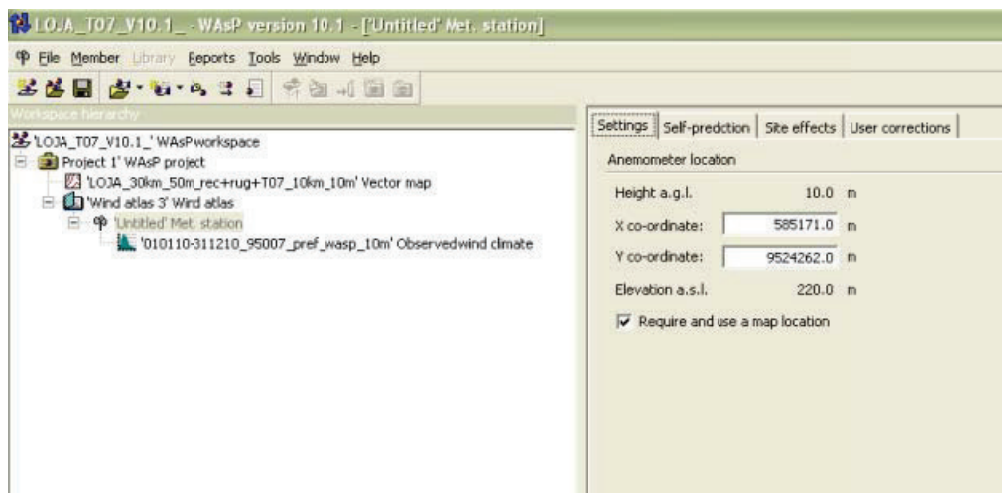 LOJA_T07_V10.1_ - WAsP version 10.1 - ['Untitled' Met. station]
File Member Library Reports Tools Window Help
Workspace hierarchy
'LOJA_T07_V10.1_' WAsP workspace
Project 1' WAsP project
'LOJA_30km_50m_rec+rug+T07_10km_10m' Vector map
'Wind atlas 3' Wird atlas
'Untitled' Met. station
'010110-311210_95007_pref_wasp_10m' Observed wind climate
Settings Self-predction Site effects User corrections
Anemometer location
Height a.g.l. 10.0 m
X co-ordinate: 585171.0 m
Y co-ordinate: 9524262.0 m
Elevation a.s.l. 220.0 m
Require and use a map location